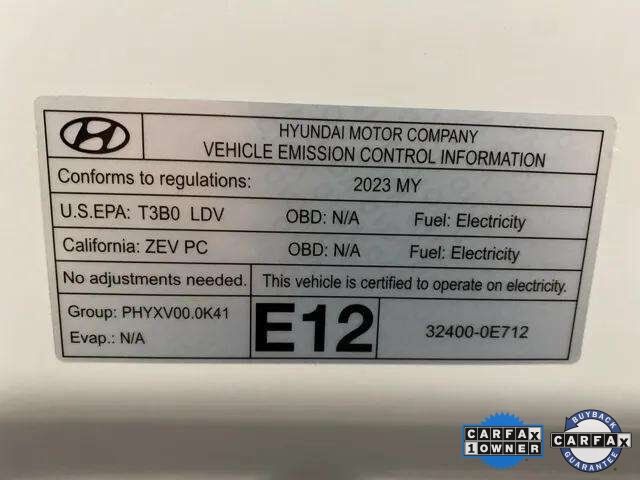 HYUNDAI MOTOR COMPANY
VEHICLE EMISSION CONTROL INFORMATION
Conforms to regulations: 2023 MY
U.S.EPA: T3B0 LDV OBD: N/A Fuel: Electricity
California: ZEV PC OBD: N/A Fuel: Electricity
No adjustments needed. This vehicle is certified to operate on electricity.
Group: PHYXV00.0K41
Evap.: N/A
E12
32400-0E712
CARFAX
1 OWNER
BUYBACK
CARFAX
GUARANTEE